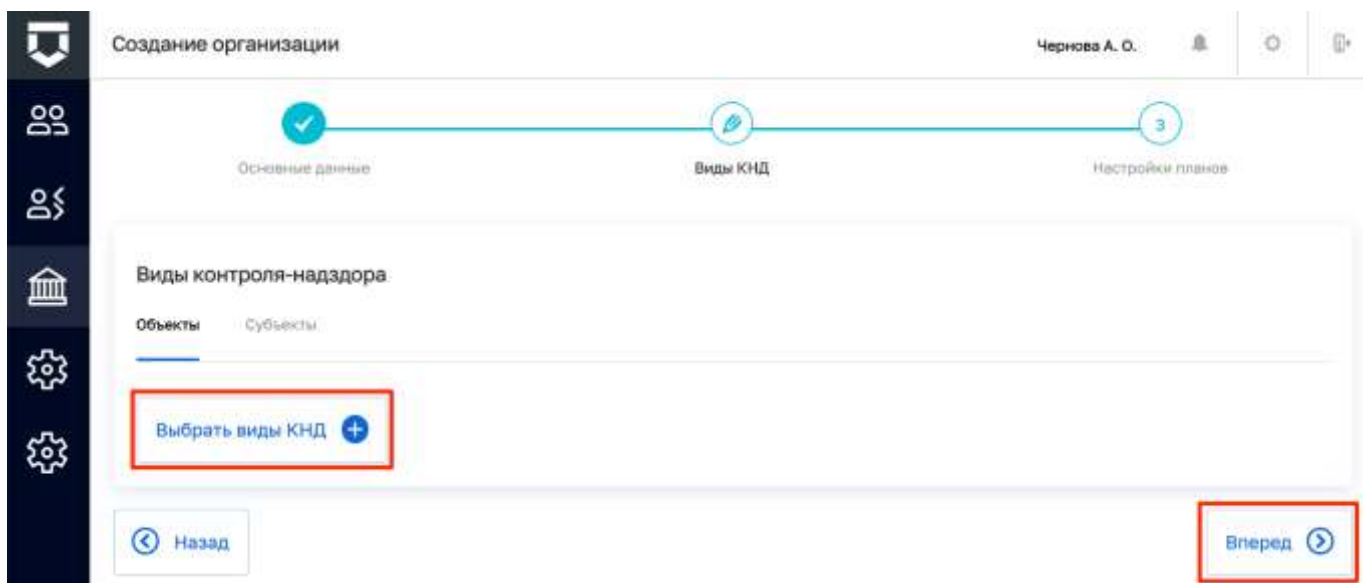 Создание организации
Чернова А. О.
3
Основные данные
Виды КНД
Настройки планов
Виды контроля-надздора
Объекты
Субъекты
Выбрать виды КНД
Назад
Вперед